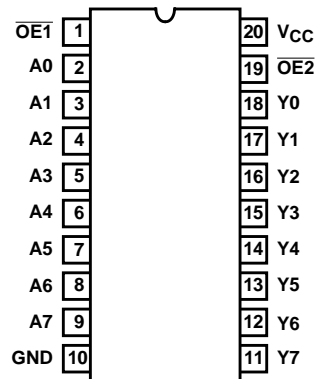 O̅E̅1̅ 1 20 VCC
A0 2 19 O̅E̅2̅
A1 3 18 Y0
A2 4 17 Y1
A3 5 16 Y2
A4 6 15 Y3
A5 7 14 Y4
A6 8 13 Y5
A7 9 12 Y6
GND 10 11 Y7